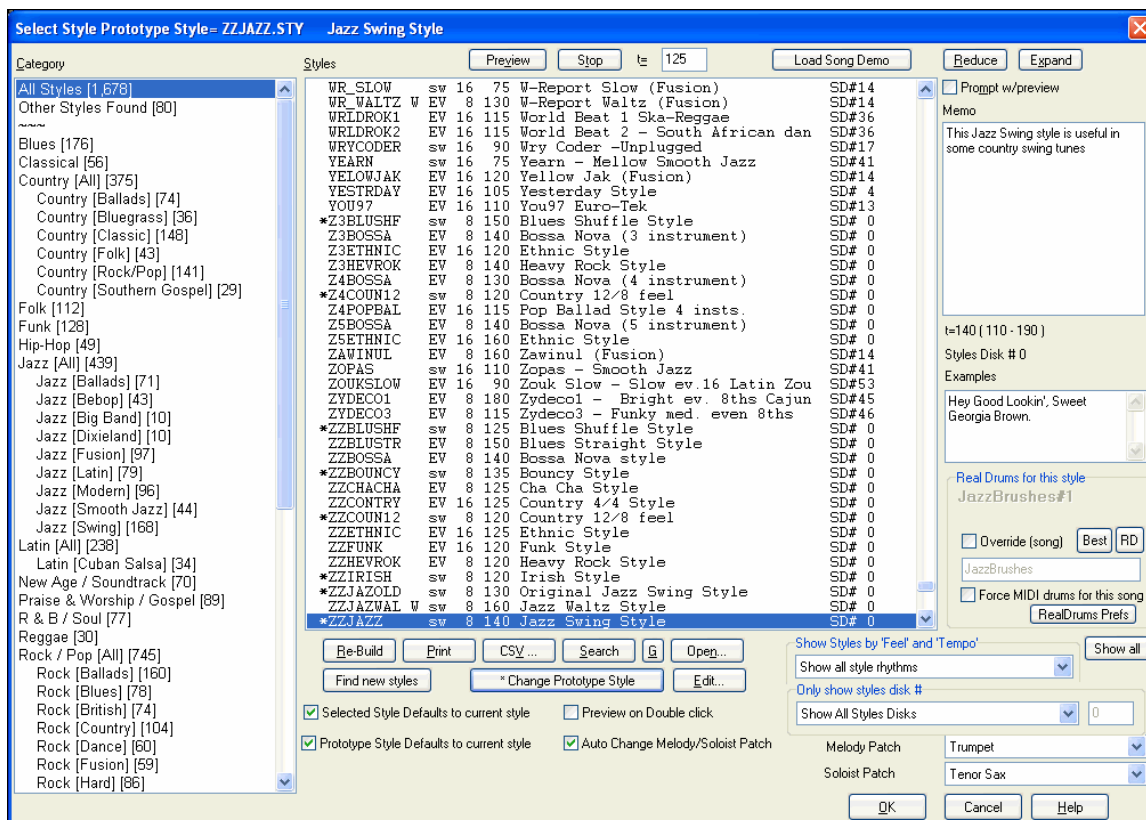 Select Style Prototype Style= ZZJAZZ.STY Jazz Swing Style
Category
Styles
Preview
Stop
t=
125
Load Song Demo
Reduce
Expand
All Styles [1,678]
Other Styles Found [80]
~~~
Blues [176]
Classical [56]
Country [All] [375]
Country [Ballads] [74]
Country [Bluegrass] [36]
Country [Classic] [148]
Country [Folk] [43]
Country [Rock/Pop] [141]
Country [Southern Gospel] [29]
Folk [112]
Funk [128]
Hip-Hop [49]
Jazz [All] [439]
Jazz [Ballads] [71]
Jazz [Bebop] [43]
Jazz [Big Band] [10]
Jazz [Dixieland] [10]
Jazz [Fusion] [97]
Jazz [Latin] [79]
Jazz [Modern] [96]
Jazz [Smooth Jazz] [44]
Jazz [Swing] [168]
Latin [All] [238]
Latin [Cuban Salsa] [34]
New Age / Soundtrack [70]
Praise & Worship / Gospel [89]
R & B / Soul [77]
Reggae [30]
Rock / Pop [All] [745]
Rock [Ballads] [160]
Rock [Blues] [78]
Rock [British] [74]
Rock [Country] [104]
Rock [Dance] [60]
Rock [Fusion] [59]
Rock [Hard] [86]
WR_SLOW sw 16 75 W-Report Slow (Fusion) SD#14
WR_WALTZ W EV 8 130 W-Report Waltz (Fusion) SD#14
WRLDROK1 EV 16 115 World Beat 1 Ska-Reggae SD#36
WRLDROK2 EV 16 115 World Beat 2 - South African dan SD#36
WRYCODER sw 16 90 Wry Coder -Unplugged SD#17
YEARN sw 16 75 Yearn - Mellow Smooth Jazz SD#41
YELOWJAK EV 16 120 Yellow Jak (Fusion) SD#14
YESTRDAY EV 16 105 Yesterday Style SD# 4
YOU97 EV 16 110 You97 Euro-Tek SD#13
*Z3BLUSHF sw 8 150 Blues Shuffle Style SD# 0
Z3BOSSA EV 8 140 Bossa Nova (3 instrument) SD# 0
Z3ETHNIC EV 16 120 Ethnic Style SD# 0
Z3HEVROK EV 8 140 Heavy Rock Style SD# 0
Z4BOSSA EV 8 130 Bossa Nova (4 instrument) SD# 0
*Z4COUN12 sw 8 120 Country 12/8 feel SD# 0
Z4POPBAL EV 16 115 Pop Ballad Style 4 insts. SD# 0
Z5BOSSA EV 8 140 Bossa Nova (5 instrument) SD# 0
Z5ETHNIC EV 16 160 Ethnic Style SD# 0
ZAWINUL EV 8 160 Zawinul (Fusion) SD#14
ZOPAS sw 16 110 Zopas - Smooth Jazz SD#41
ZOUKSLOW EV 16 90 Zouk Slow - Slow ev.16 Latin Zou SD#53
ZYDECO1 EV 8 180 Zydeco1 - Bright ev. 8ths Cajun SD#45
ZYDECO3 EV 8 115 Zydeco3 - Funky med. even 8ths SD#46
*ZZBLUSHF sw 8 125 Blues Shuffle Style SD# 0
ZZBLUSTR EV 8 150 Blues Straight Style SD# 0
ZZBOSSA EV 8 140 Bossa Nova style SD# 0
*ZZBOUNCY sw 8 135 Bouncy Style SD# 0
ZZCHACHA EV 8 125 Cha Cha Style SD# 0
ZZCONTRY EV 16 125 Country 4/4 Style SD# 0
*ZZCOUN12 sw 8 120 Country 12/8 feel SD# 0
ZZETHNIC EV 16 125 Ethnic Style SD# 0
ZZFUNK EV 16 120 Funk Style SD# 0
ZZHEVROK EV 8 120 Heavy Rock Style SD# 0
*ZZIRISH sw 8 120 Irish Style SD# 0
*ZZJAZOLD sw 8 130 Original Jazz Swing Style SD# 0
ZZJAZWAL W sw 8 160 Jazz Waltz Style SD# 0
*ZZJAZZ sw 8 140 Jazz Swing Style SD# 0
Prompt w/preview
Memo
This Jazz Swing style is useful in
some country swing tunes
t=140 ( 110 - 190 )
Styles Disk # 0
Examples
Hey Good Lookin', Sweet
Georgia Brown.
Real Drums for this style
JazzBrushes#1
Override (song)
Best
RD
JazzBrushes
Force MIDI drums for this song
RealDrums Prefs
Re-Build
Print
CSV ...
Search
G
Open...
Find new styles
* Change Prototype Style
Edit...
Selected Style Defaults to current style
Preview on Double click
Prototype Style Defaults to current style
Auto Change Melody/Soloist Patch
Show Styles by 'Feel' and 'Tempo'
Show all
Show all style rhythms
Only show styles disk #
Show All Styles Disks
0
Melody Patch
Trumpet
Soloist Patch
Tenor Sax
OK
Cancel
Help